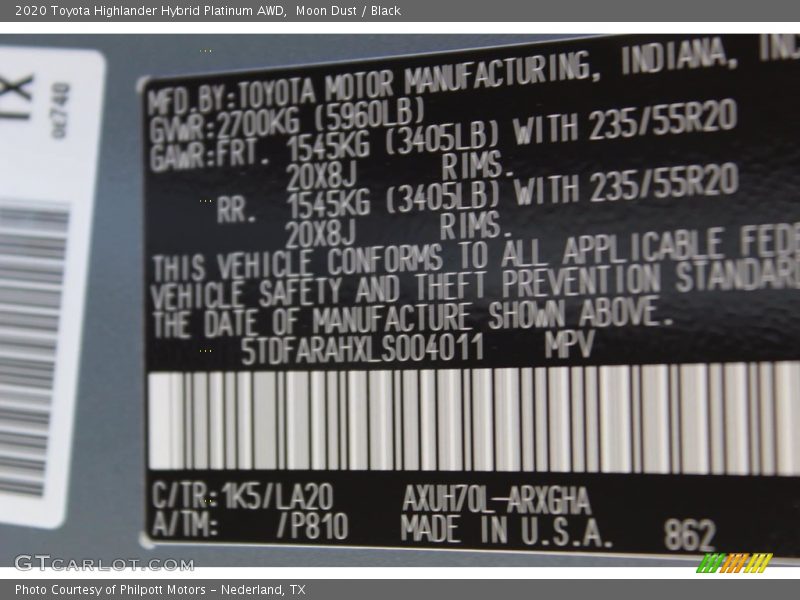 2020 Toyota Highlander Hybrid Platinum AWD,  Moon Dust / Black
TX
oc740
MFD.BY:TOYOTA MOTOR MANUFACTURING, INDIANA, INC
GVWR:2700KG (5960LB)
GAWR:FRT. 1545KG (3405LB) WITH 235/55R20
20X8J RIMS.
RR. 1545KG (3405LB) WITH 235/55R20
20X8J RIMS.
THIS VEHICLE CONFORMS TO ALL APPLICABLE FEDE
VEHICLE SAFETY AND THEFT PREVENTION STANDAR
THE DATE OF MANUFACTURE SHOWN ABOVE.
5TDFARAHXLS004011 MPV
C/TR:1K5/LA20 AXUH70L-ARXGHA
A/TM: /P810 MADE IN U.S.A. 862
GTCARLOT.COM
Photo Courtesy of Philpott Motors - Nederland, TX